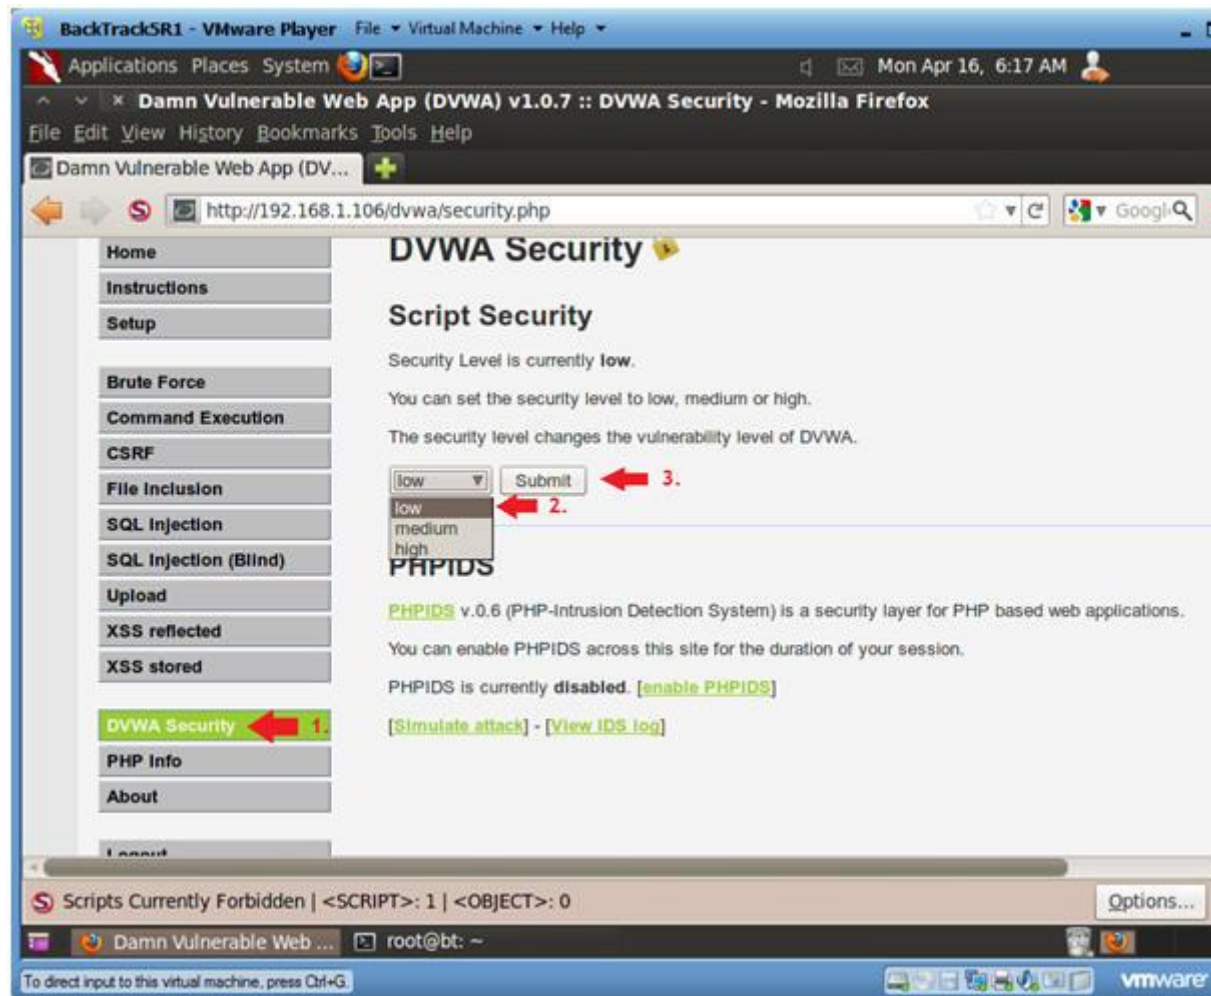 BackTrack5R1 - VMware Player File Virtual Machine Help
Applications Places System Mon Apr 16, 6:17 AM
Damn Vulnerable Web App (DVWA) v1.0.7 :: DVWA Security - Mozilla Firefox
File Edit View History Bookmarks Tools Help
Damn Vulnerable Web App (DV...
http://192.168.1.106/dvwa/security.php Googl
Home
Instructions
Setup
Brute Force
Command Execution
CSRF
File Inclusion
SQL Injection
SQL Injection (Blind)
Upload
XSS reflected
XSS stored
DVWA Security 1.
PHP Info
About
Logout
DVWA Security
Script Security
Security Level is currently low.
You can set the security level to low, medium or high.
The security level changes the vulnerability level of DVWA.
low Submit 3.
low 2.
medium
high
PHPIDS
PHPIDS v.0.6 (PHP-Intrusion Detection System) is a security layer for PHP based web applications.
You can enable PHPIDS across this site for the duration of your session.
PHPIDS is currently disabled. [enable PHPIDS]
[Simulate attack] - [View IDS log]
Scripts Currently Forbidden | <SCRIPT>: 1 | <OBJECT>: 0 Options...
Damn Vulnerable Web ... root@bt: ~
To direct input to this virtual machine, press Ctrl+G. vmware